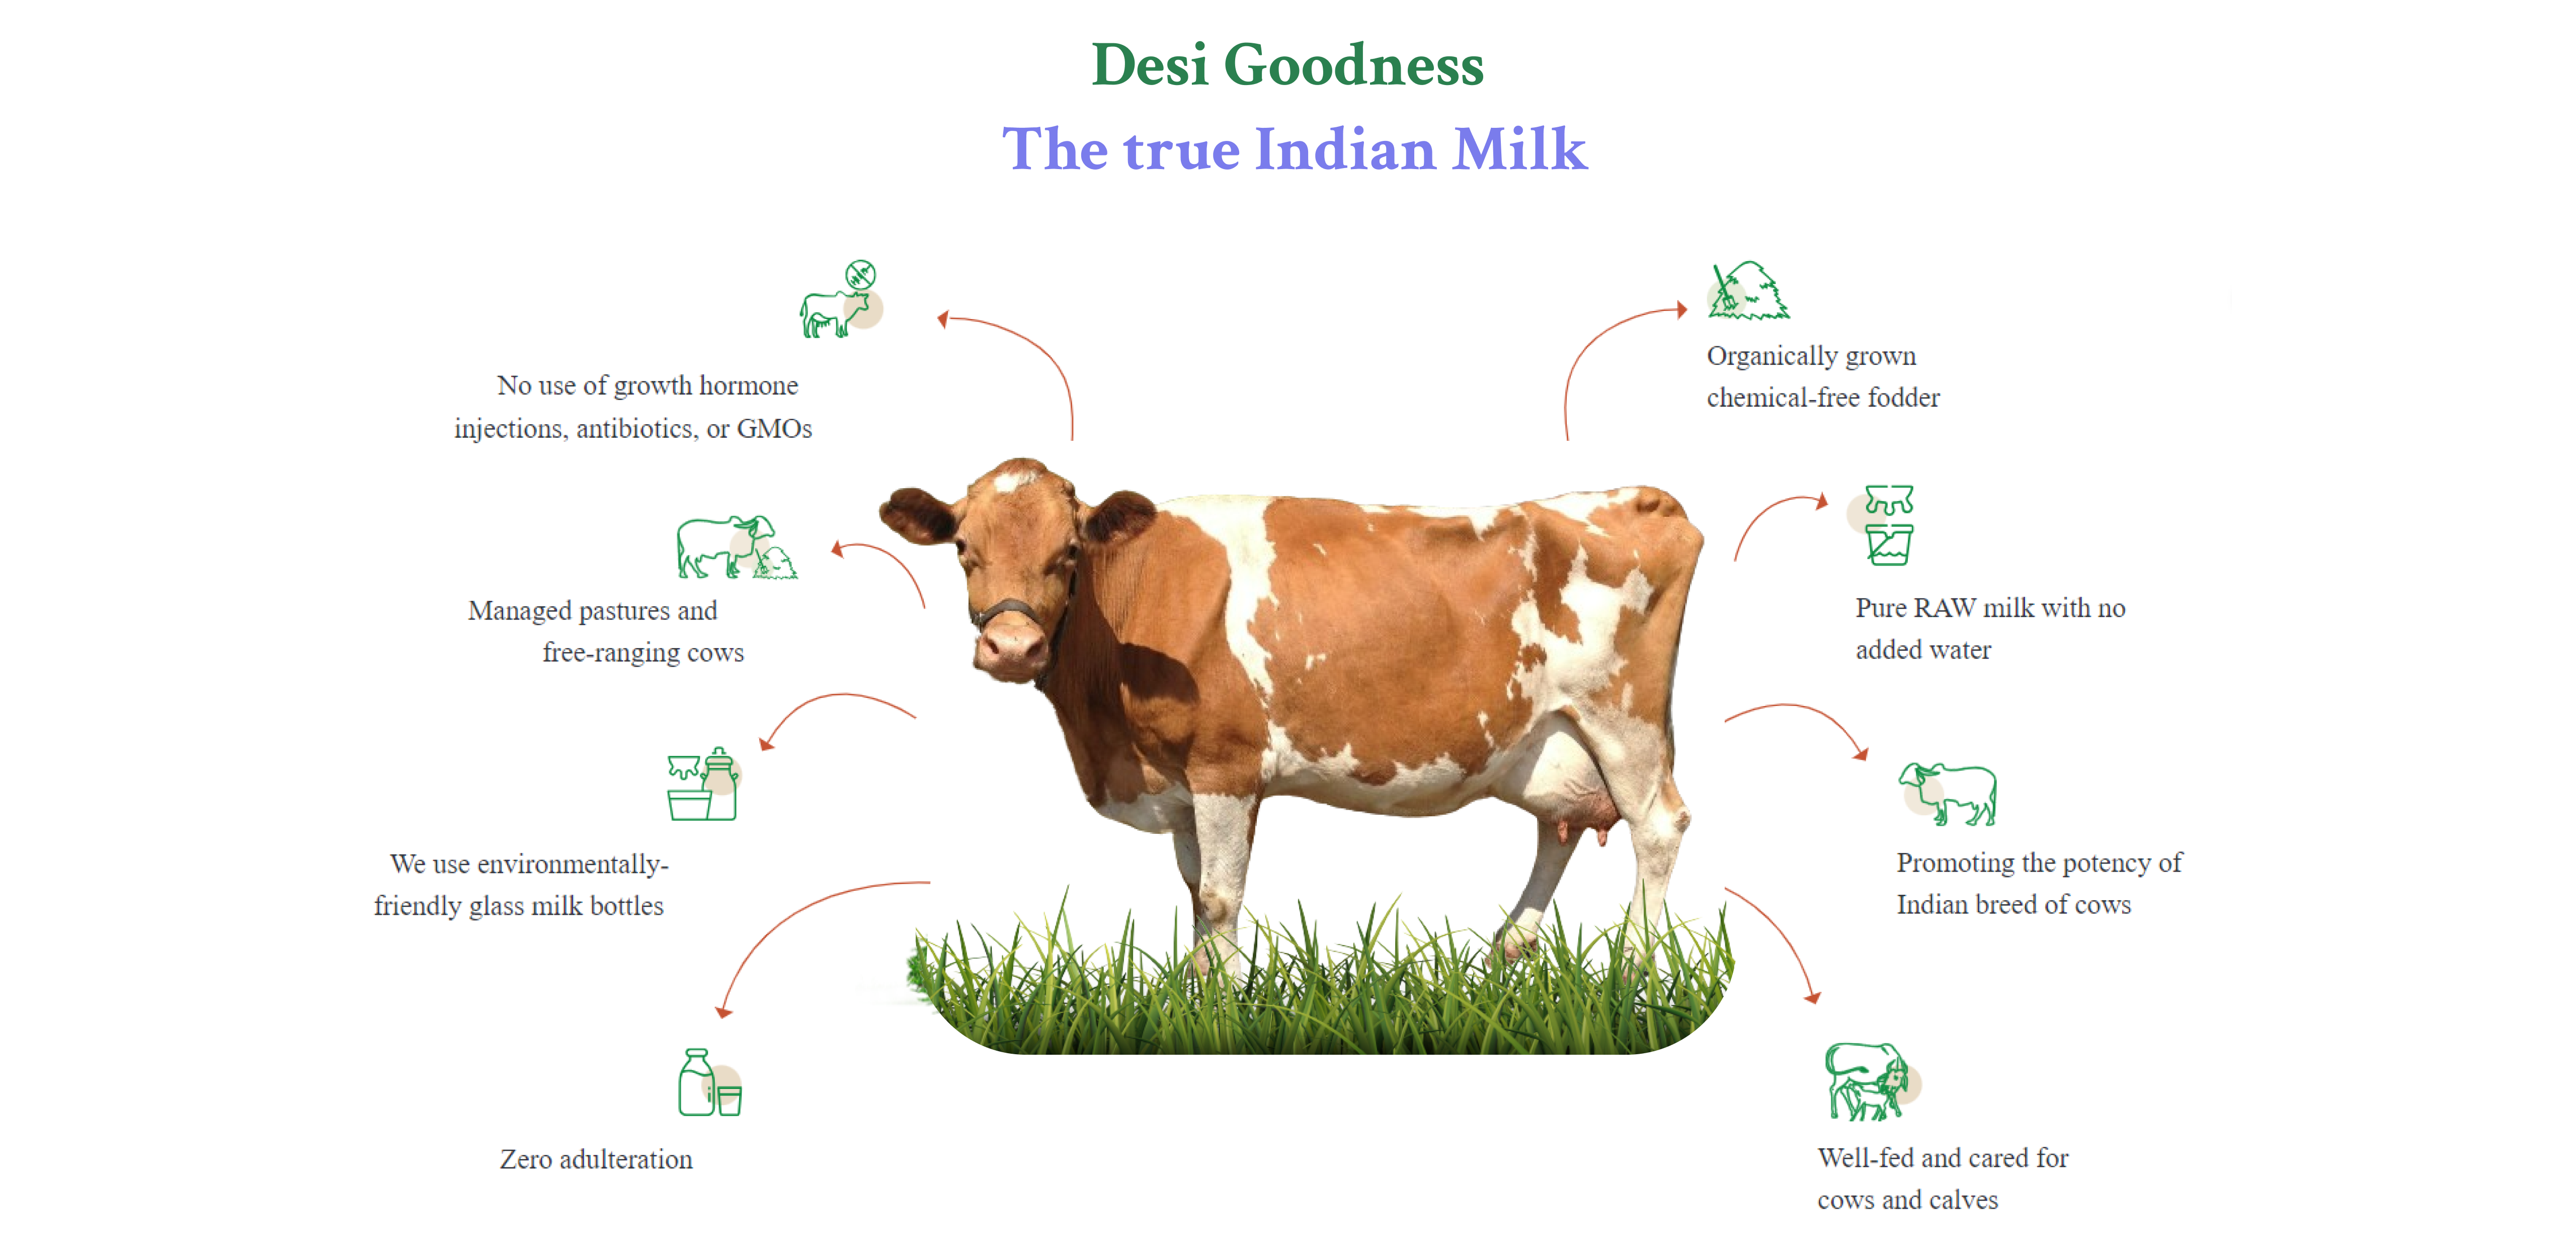 Desi Goodness
The true Indian Milk
No use of growth hormone
injections, antibiotics, or GMOs
Managed pastures and
free-ranging cows
We use environmentally-
friendly glass milk bottles
Zero adulteration
Organically grown
chemical-free fodder
Pure RAW milk with no
added water
Promoting the potency of
Indian breed of cows
Well-fed and cared for
cows and calves